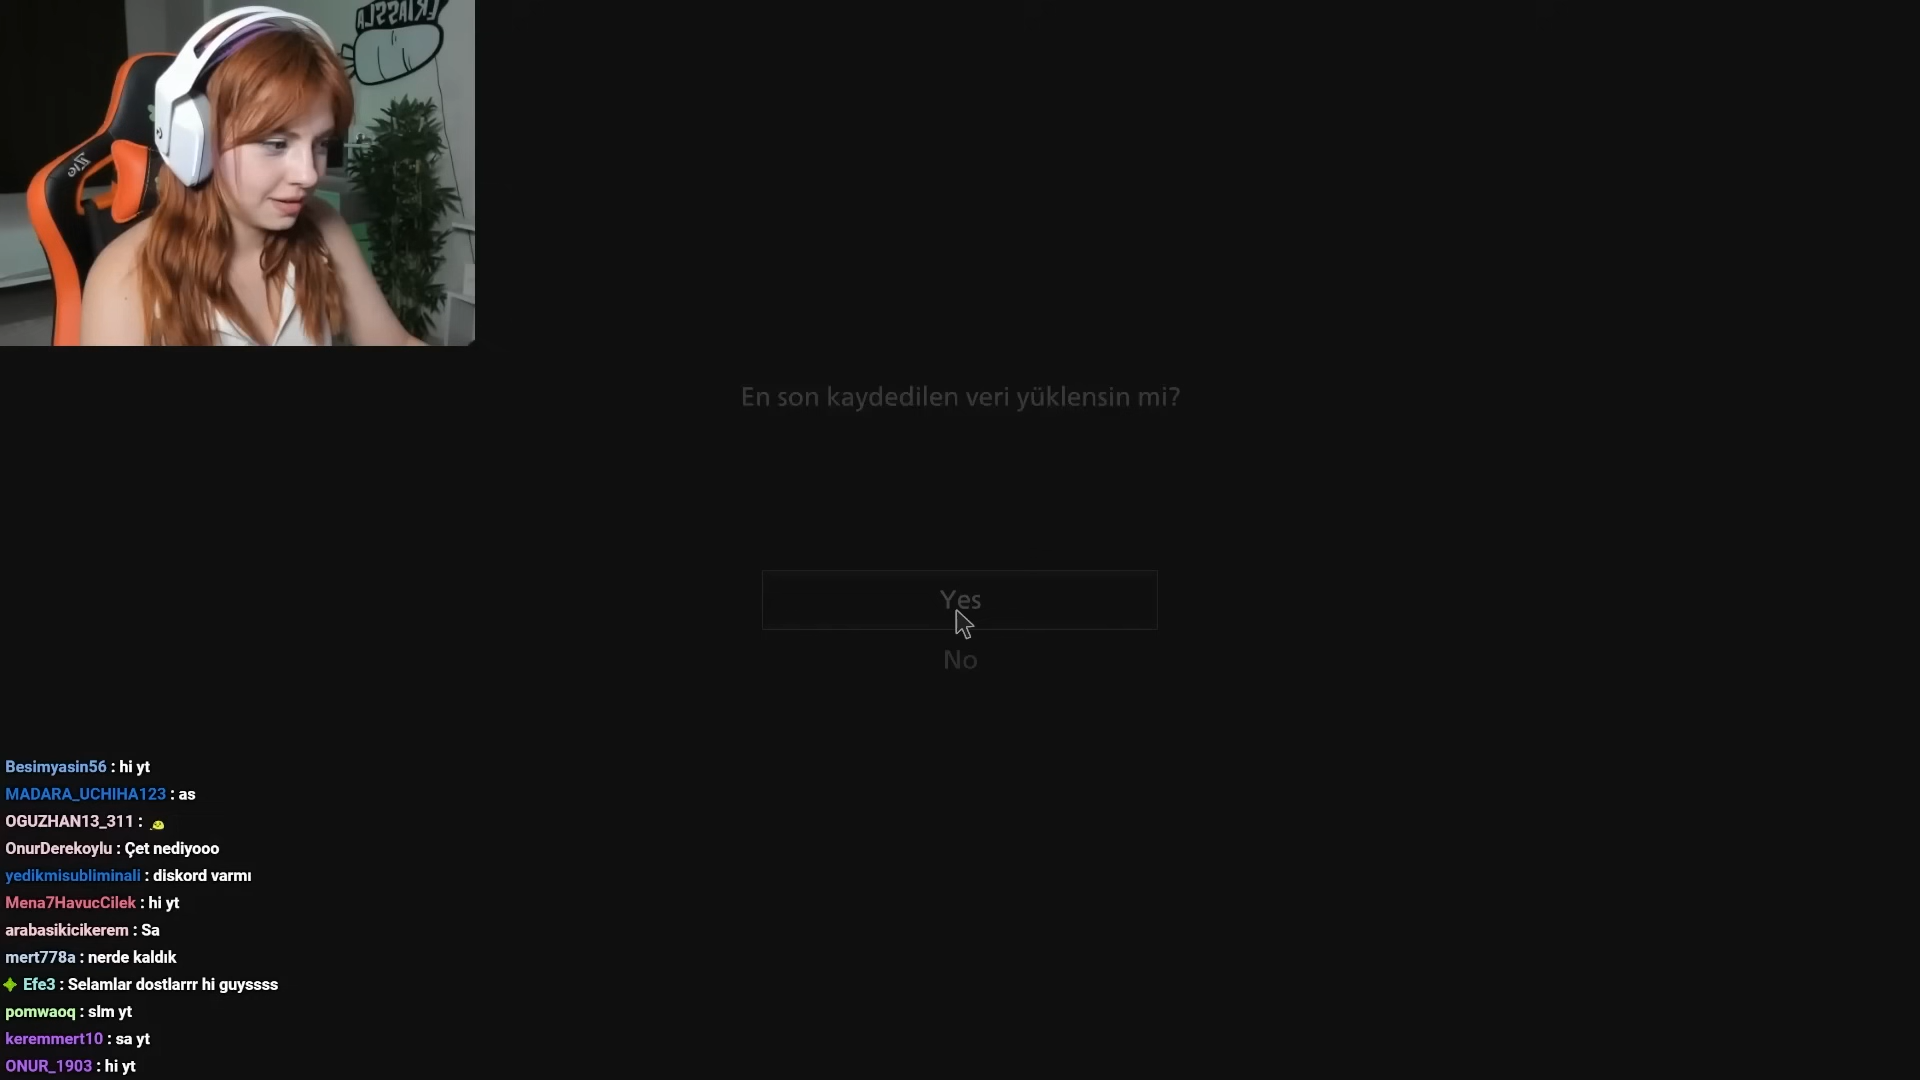 En son kaydedilen veri yüklensin mi?
Yes
No
Besimyasin56 : hi yt
MADARA_UCHIHA123 : as
OGUZHAN13_311 :
OnurDerekoylu : Çet nediyooo
yedikmisubliminali : diskord varmı
Mena7HavucCilek : hi yt
arabasikicikerem : Sa
mert778a : nerde kaldık
Efe3 : Selamlar dostlarrr hi guyssss
pomwaoq : slm yt
keremmert10 : sa yt
ONUR_1903 : hi yt